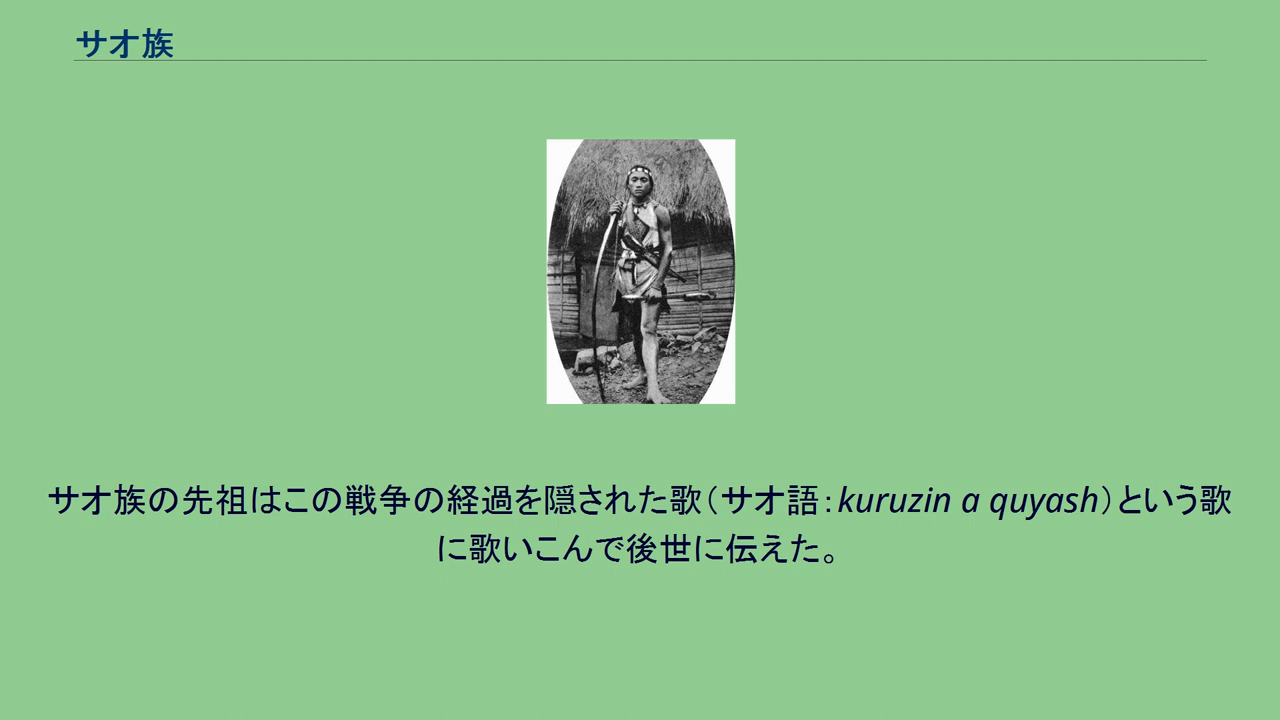 サオ族
サオ族の先祖はこの戦争の経過を隠された歌（サオ語：kuruzin a quyash）という歌
に歌いこんで後世に伝えた。